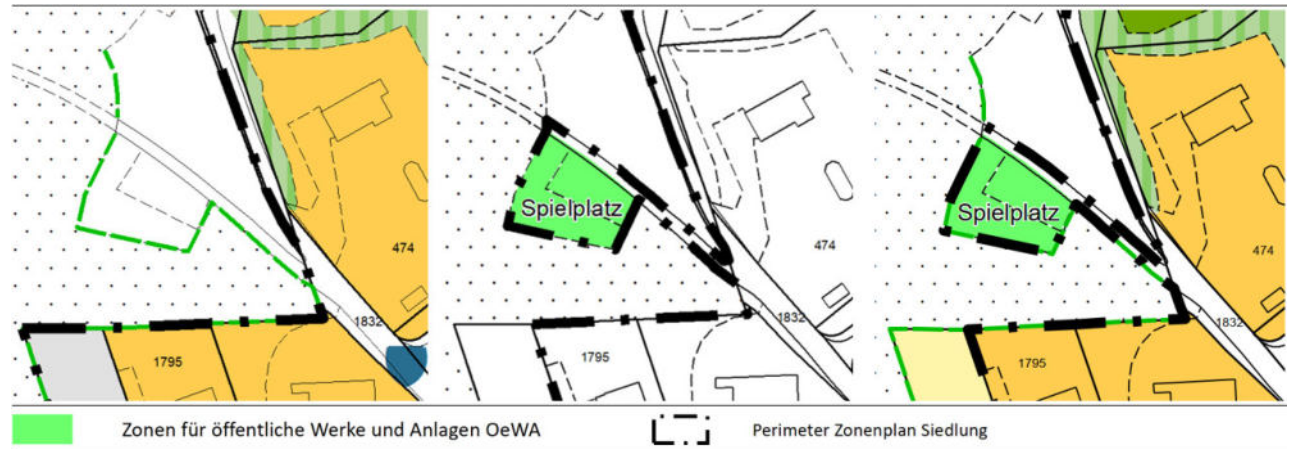 474
1832
1795
Spielplatz
474
1832
1795
Spielplatz
474
1832
1795
Zonen für öffentliche Werke und Anlagen OeWA
Perimeter Zonenplan Siedlung